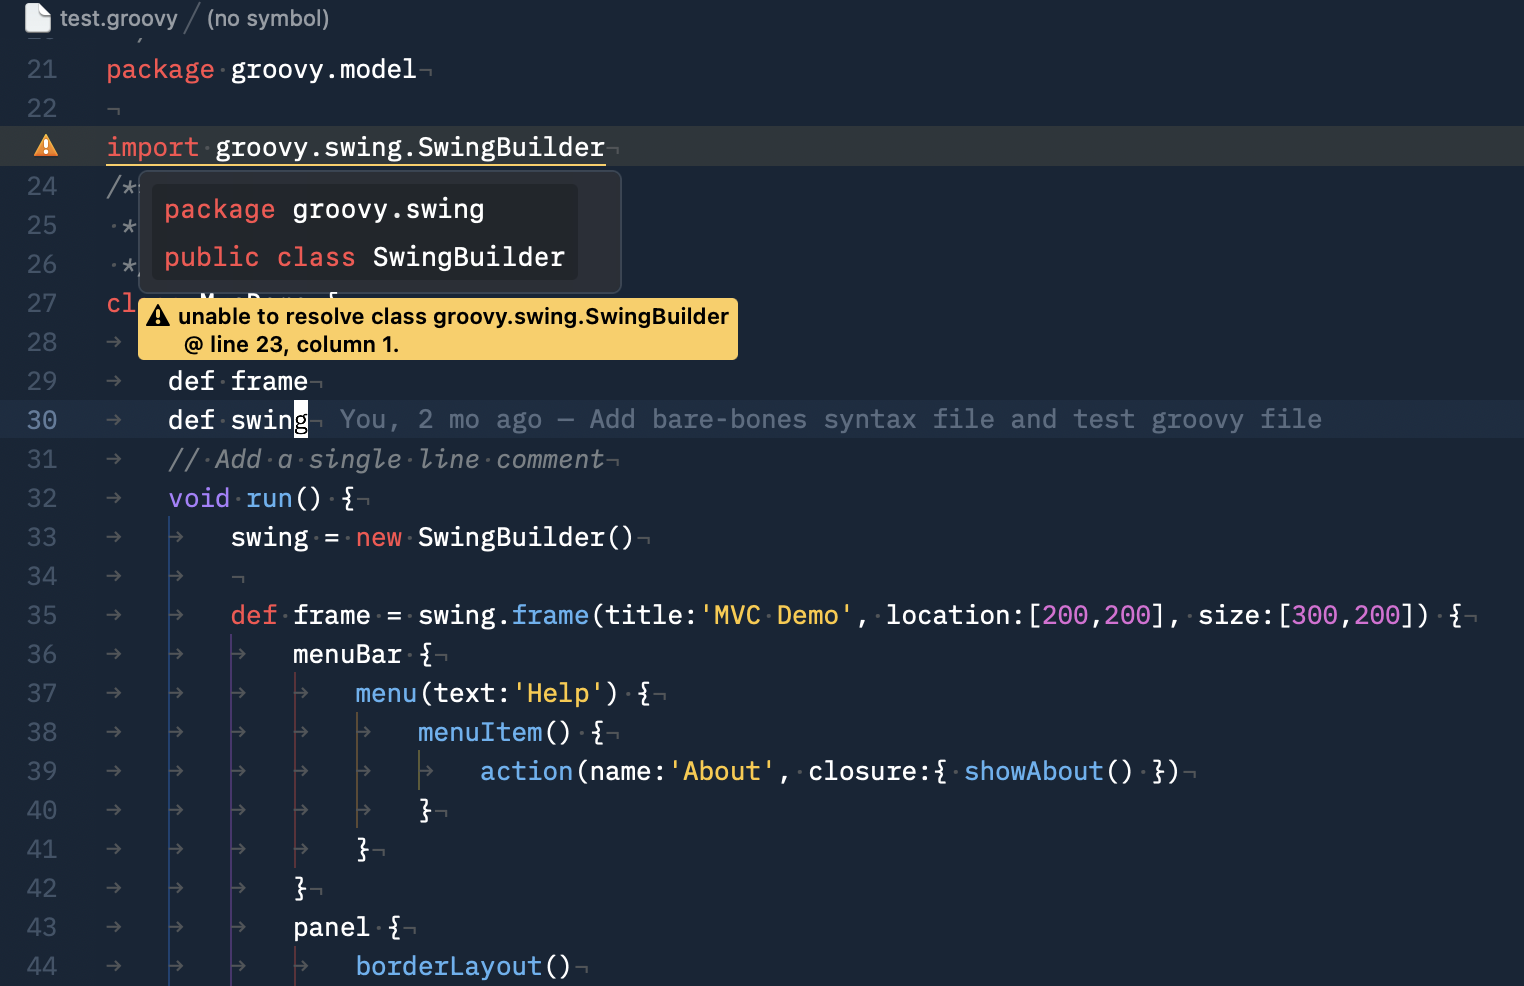 test.groovy / (no symbol)
21 package groovy.model
22
import groovy.swing.SwingBuilder
24 /*
25 *
26 *
package groovy.swing
public class SwingBuilder
27 cl
28
unable to resolve class groovy.swing.SwingBuilder
@ line 23, column 1.
29 def frame
30 def swing You, 2 mo ago — Add bare-bones syntax file and test groovy file
31 // Add a single line comment
32 void run() {
33 swing = new SwingBuilder()
34
35 def frame = swing.frame(title:'MVC Demo', location:[200,200], size:[300,200]) {
36 menuBar {
37 menu(text:'Help') {
38 menuItem() {
39 action(name:'About', closure:{ showAbout() })
40 }
41 }
42 }
43 panel {
44 borderLayout()